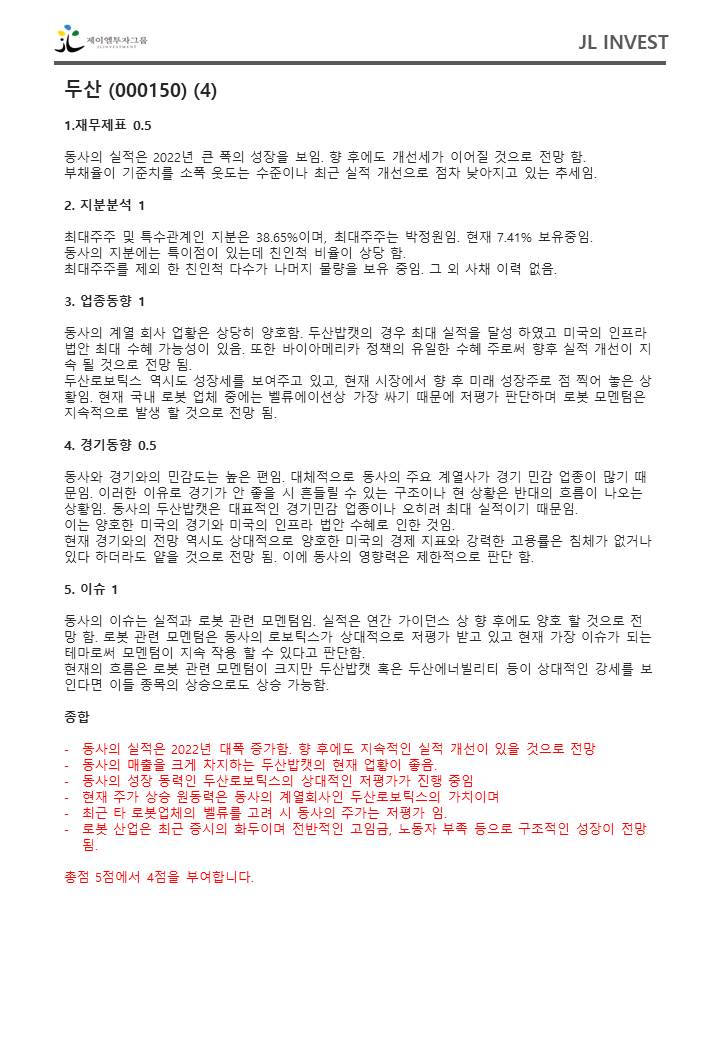 제이엘투자그룹
JLINVESTMENT
JL INVEST
두산 (000150) (4)
1.재무제표 0.5
동사의 실적은 2022년 큰 폭의 성장을 보임. 향 후에도 개선세가 이어질 것으로 전망 함.
부채율이 기준치를 소폭 웃도는 수준이나 최근 실적 개선으로 점차 낮아지고 있는 추세임.
2. 지분분석 1
최대주주 및 특수관계인 지분은 38.65%이며, 최대주주는 박정원임. 현재 7.41% 보유중임.
동사의 지분에는 특이점이 있는데 친인척 비율이 상당 함.
최대주주를 제외 한 친인척 다수가 나머지 물량을 보유 중임. 그 외 사채 이력 없음.
3. 업종동향 1
동사의 계열 회사 업황은 상당히 양호함. 두산밥캣의 경우 최대 실적을 달성 하였고 미국의 인프라
법안 최대 수혜 가능성이 있음. 또한 바이아메리카 정책의 유일한 수혜 주로써 향후 실적 개선이 지
속 될 것으로 전망 됨.
두산로보틱스 역시도 성장세를 보여주고 있고, 현재 시장에서 향 후 미래 성장주로 점 찍어 놓은 상
황임. 현재 국내 로봇 업체 중에는 벨류에이션상 가장 싸기 때문에 저평가 판단하며 로봇 모멘텀은
지속적으로 발생 할 것으로 전망 됨.
4. 경기동향 0.5
동사와 경기와의 민감도는 높은 편임. 대체적으로 동사의 주요 계열사가 경기 민감 업종이 많기 때
문임. 이러한 이유로 경기가 안 좋을 시 흔들릴 수 있는 구조이나 현 상황은 반대의 흐름이 나오는
상황임. 동사의 두산밥캣은 대표적인 경기민감 업종이나 오히려 최대 실적이기 때문임.
이는 양호한 미국의 경기와 미국의 인프라 법안 수혜로 인한 것임.
현재 경기와의 전망 역시도 상대적으로 양호한 미국의 경제 지표와 강력한 고용률은 침체가 없거나
있다 하더라도 얕을 것으로 전망 됨. 이에 동사의 영향력은 제한적으로 판단 함.
5. 이슈 1
동사의 이슈는 실적과 로봇 관련 모멘텀임. 실적은 연간 가이던스 상 향 후에도 양호 할 것으로 전
망 함. 로봇 관련 모멘텀은 동사의 로보틱스가 상대적으로 저평가 받고 있고 현재 가장 이슈가 되는
테마로써 모멘텀이 지속 작용 할 수 있다고 판단함.
현재의 흐름은 로봇 관련 모멘텀이 크지만 두산밥캣 혹은 두산에너빌리티 등이 상대적인 강세를 보
인다면 이들 종목의 상승으로도 상승 가능함.
종합
- 동사의 실적은 2022년 대폭 증가함. 향 후에도 지속적인 실적 개선이 있을 것으로 전망
- 동사의 매출을 크게 차지하는 두산밥캣의 현재 업황이 좋음.
- 동사의 성장 동력인 두산로보틱스의 상대적인 저평가가 진행 중임
- 현재 주가 상승 원동력은 동사의 계열회사인 두산로보틱스의 가치이며
- 최근 타 로봇업체의 벨류를 고려 시 동사의 주가는 저평가 임.
- 로봇 산업은 최근 증시의 화두이며 전반적인 고임금, 노동자 부족 등으로 구조적인 성장이 전망
됨.
총점 5점에서 4점을 부여합니다.